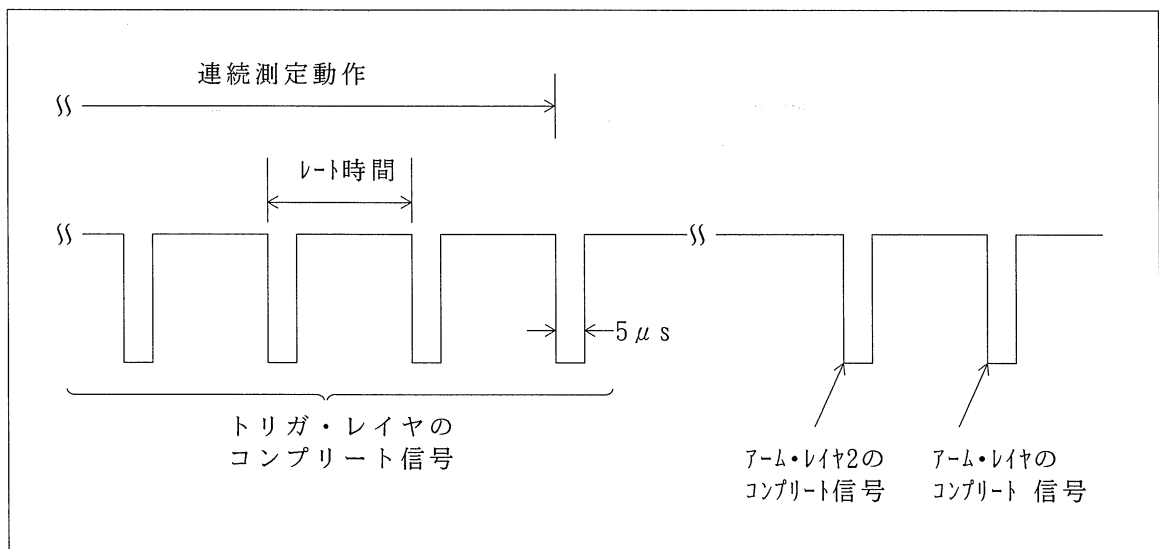 連続測定動作
レート時間
5μs
トリガ・レイヤの
コンプリート信号
アーム・レイヤ2の
コンプリート信号
アーム・レイヤの
コンプリート 信号